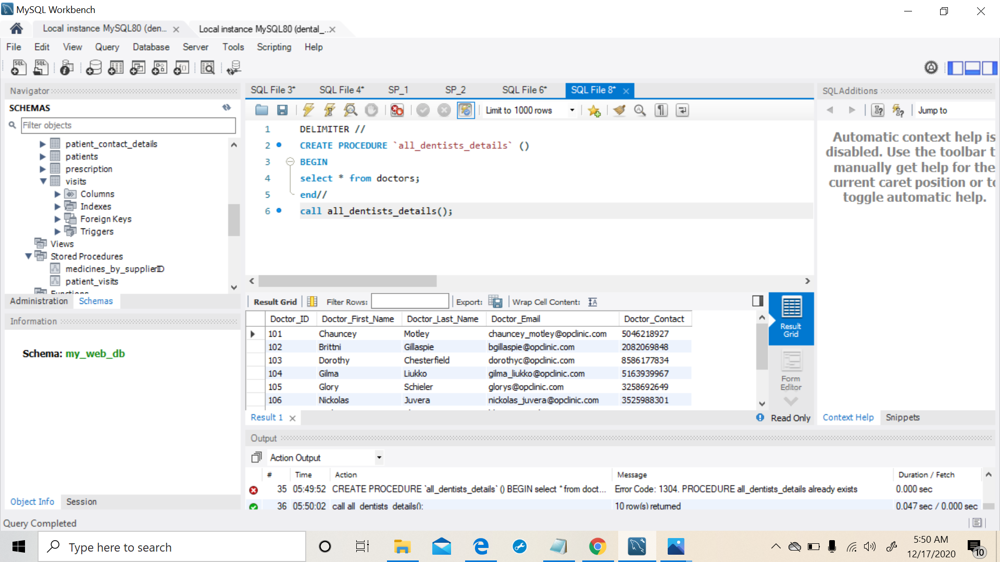 MySQL Workbench
Local instance MySQL80 (den... Local instance MySQL80 (dental_...
File Edit View Query Database Server Tools Scripting Help
Navigator
SQL File 3* SQL File 4* SP_1 SP_2 SQL File 6* SQL File 8*
SQLAdditions
SCHEMAS
Filter objects
patient_contact_details
patients
prescription
visits
Columns
Indexes
Foreign Keys
Triggers
Views
Stored Procedures
medicines_by_supplierID
patient_visits
Functions
Administration Schemas
Information
Schema: my_web_db
Object Info Session
Query Completed
Limit to 1000 rows
1 DELIMITER //
2 CREATE PROCEDURE `all_dentists_details` ()
3 BEGIN
4 select * from doctors;
5 end//
6 call all_dentists_details();
Jump to
Automatic context help is
disabled. Use the toolbar t
manually get help for the
current caret position or to
toggle automatic help.
Result Grid Filter Rows: Export: Wrap Cell Content:
Doctor_ID Doctor_First_Name Doctor_Last_Name Doctor_Email Doctor_Contact
101 Chauncey Motley chauncey_motley@opclinic.com 5046218927
102 Brittni Gillaspie bgillaspie@opclinic.com 2082069848
103 Dorothy Chesterfield dorothyc@opclinic.com 8586177834
104 Gilma Liukko gilma_liukko@opclinic.com 5163939967
105 Glory Schieler glorys@opclinic.com 3258692649
106 Nickolas Juvera nickolas_juvera@opclinic.com 3525988301
Result
Grid
Form
Editor
Result 1 Read Only
Context Help Snippets
Output
Action Output
# Time Action Message Duration / Fetch
35 05:49:52 CREATE PROCEDURE `all_dentists_details` () BEGIN select * from doct... Error Code: 1304. PROCEDURE all_dentists_details already exists 0.000 sec
36 05:50:02 call all_dentists_details(); 10 row(s) returned 0.047 sec / 0.000 sec
Type here to search
5:50 AM
12/17/2020
10